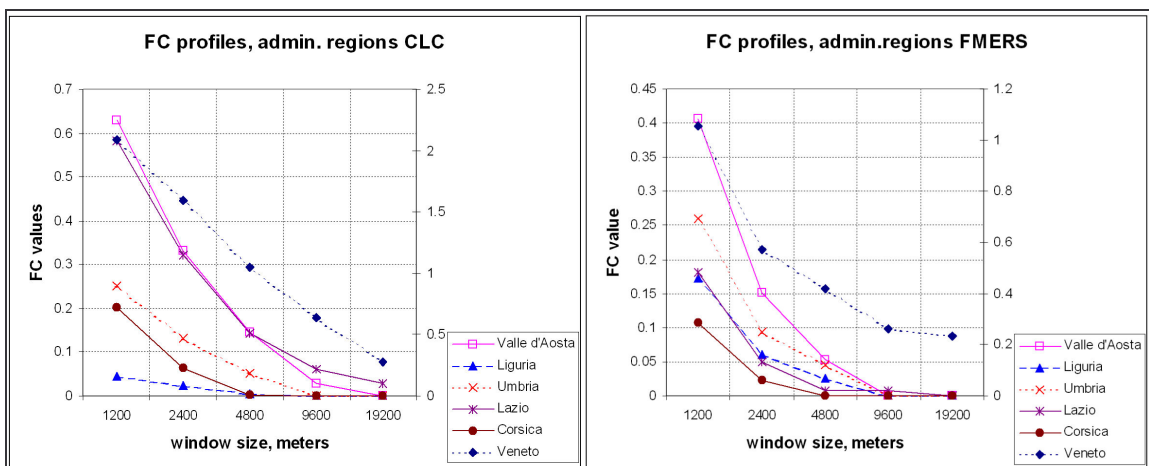 FC profiles, admin. regions CLC
0.7
0.6
0.5
0.4
0.3
0.2
0.1
0
2.5
2
1.5
1
0.5
0
FC values
1200 2400 4800 9600 19200
window size, meters
Valle d'Aosta
Liguria
Umbria
Lazio
Corsica
Veneto
FC profiles, admin.regions FMERS
0.45
0.4
0.35
0.3
0.25
0.2
0.15
0.1
0.05
0
1.2
1
0.8
0.6
0.4
0.2
0
FC value
1200 2400 4800 9600 19200
window size, meters
Valle d'Aosta
Liguria
Umbria
Lazio
Corsica
Veneto